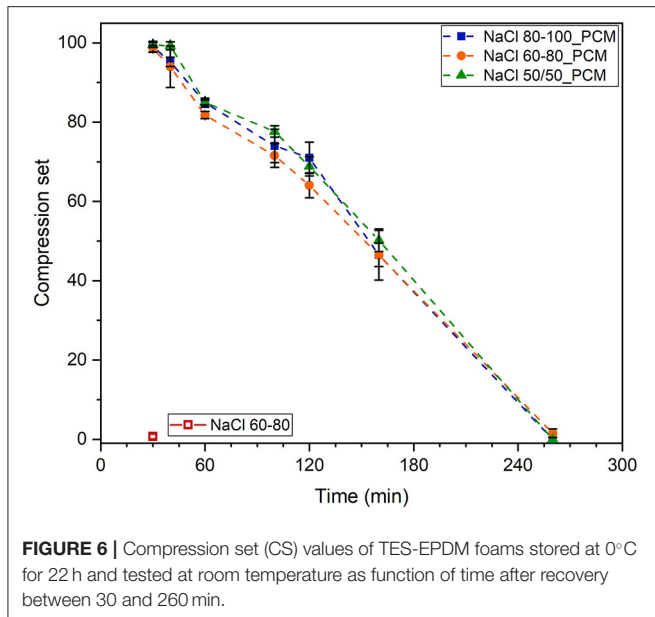 NaCl 80-100_PCM
NaCl 60-80_PCM
NaCl 50/50_PCM
100
80
60
40
20
0
Compression set
NaCl 60-80
0
60
120
180
240
300
Time (min)
FIGURE 6 | Compression set (CS) values of TES-EPDM foams stored at 0°C
for 22 h and tested at room temperature as function of time after recovery
between 30 and 260 min.